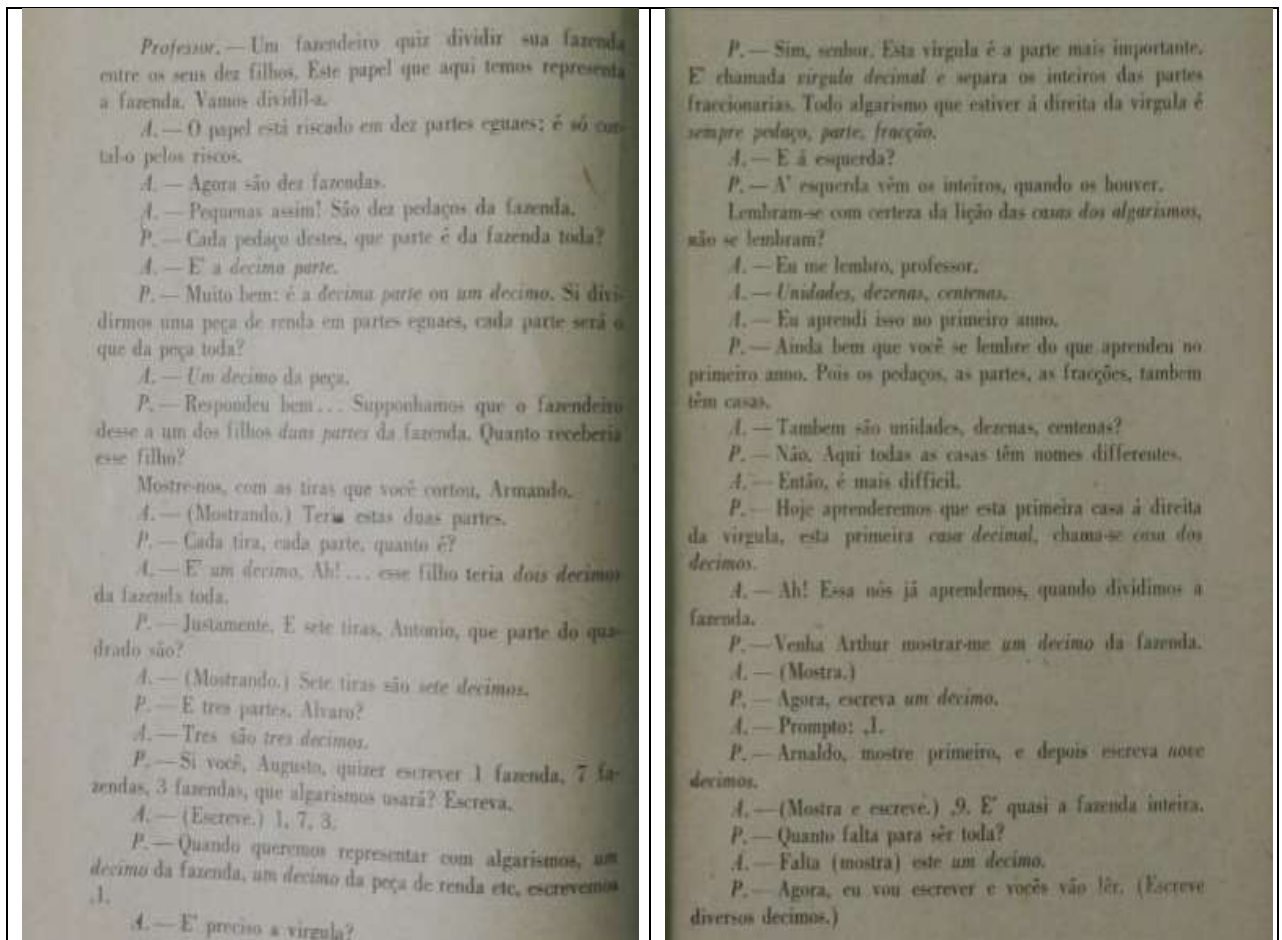 Professor. — Um fazendeiro quiz dividir sua fazenda
entre os seus dez filhos. Este papel que aqui temos representa
a fazenda. Vamos dividil-a.
A. — O papel está riscado em dez partes eguaes; é só cor-
tal-o pelos riscos.
A. — Agora são dez fazendas.
A. — Pequenas assim! São dez pedaços da fazenda.
P. — Cada pedaço destes, que parte é da fazenda toda?
A. — E' a decima parte.
P. — Muito bem: é a decima parte ou um decimo. Si divi-
dirmos uma peça de renda em partes eguaes, cada parte será o
que da peça toda?
A. — Um decimo da peça.
P. — Respondeu bem... Supponhamos que o fazendeiro
desse a um dos filhos duas partes da fazenda. Quanto receberia
esse filho?
Mostre-nos, com as tiras que você cortou, Armando.
A. — (Mostrando.) Teria estas duas partes.
P. — Cada tira, cada parte, quanto é?
A. — E' um decimo. Ah!... esse filho teria dois decimos
da fazenda toda.
P. — Justamente. E sete tiras, Antonio, que parte do qua-
drado são?
A. — (Mostrando.) Sete tiras são sete decimos.
P. — E tres partes, Alvaro?
A. — Tres são tres decimos.
P. — Si você, Augusto, quizer escrever 1 fazenda, 7 fa-
zendas, 3 fazendas, que algarismos usará? Escreva.
A. — (Escreve.) 1, 7, 3.
P. — Quando queremos representar com algarismos, um
decimo da fazenda, um decimo da peça de renda etc, escrevemos
,1.
A. — E' preciso a virgula?
P. — Sim, senhor. Esta virgula é a parte mais importante.
E' chamada virgula decimal e separa os inteiros das partes
fraccionarias. Todo algarismo que estiver á direita da virgula é
sempre pedaço, parte, fracção.
A. — E á esquerda?
P. — A' esquerda vêm os inteiros, quando os houver.
Lembram-se com certeza da lição das casas dos algarismos,
não se lembram?
A. — Eu me lembro, professor.
A. — Unidades, dezenas, centenas.
A. — Eu aprendi isso no primeiro anno.
P. — Ainda bem que você se lembre do que aprendeu no
primeiro anno. Pois os pedaços, as partes, as fracções, tambem
têm casas.
A. — Tambem são unidades, dezenas, centenas?
P. — Não. Aqui todas as casas têm nomes differentes.
A. — Então, é mais difficil.
P. — Hoje aprenderemos que esta primeira casa á direita
da virgula, esta primeira casa decimal, chama-se casa dos
decimos.
A. — Ah! Essa nós já aprendemos, quando dividimos a
fazenda.
P. — Venha Arthur mostrar-me um decimo da fazenda.
A. — (Mostra.)
P. — Agora, escreva um decimo.
A. — Prompto: ,1.
P. — Arnaldo, mostre primeiro, e depois escreva nove
decimos.
A. — (Mostra e escreve.) ,9. E' quasi a fazenda inteira.
P. — Quanto falta para sêr toda?
A. — Falta (mostra) este um decimo.
P. — Agora, eu vou escrever e vocês vão lêr. (Escreve
diversos decimos.)